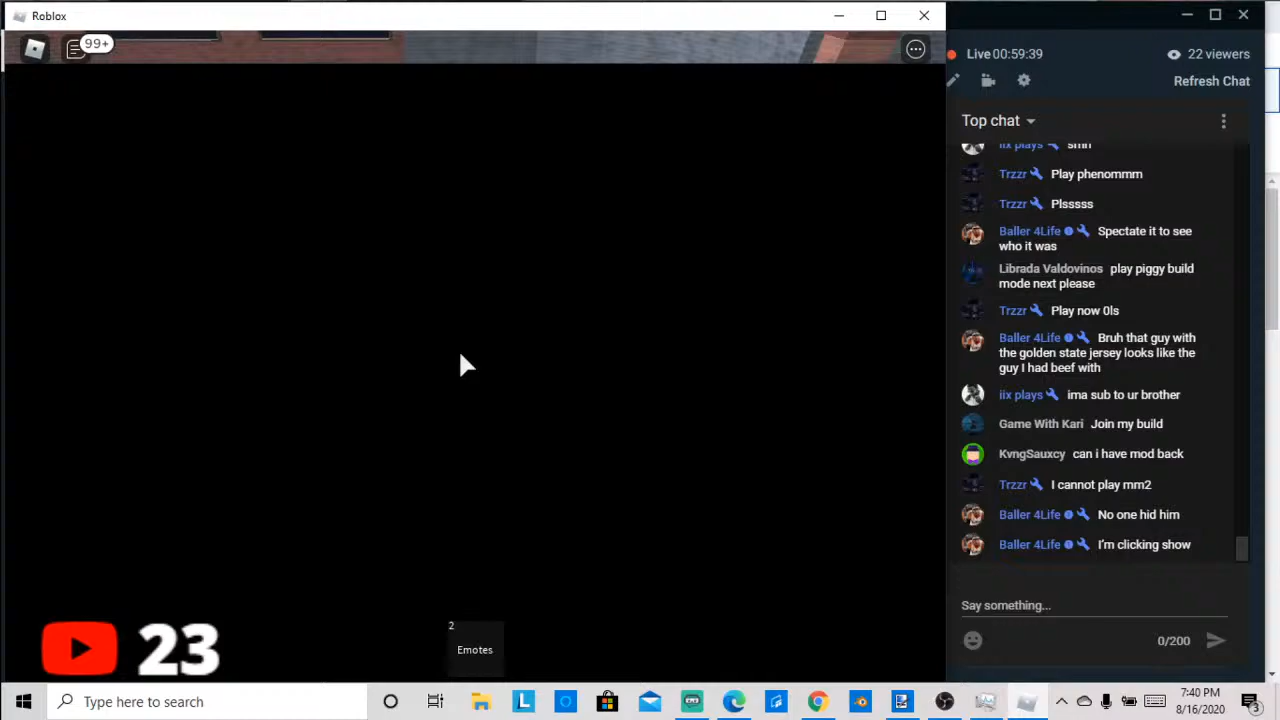 Roblox
99+
Live 00:59:39
22 viewers
Refresh Chat
Top chat
iix plays smh
Trzzr Play phenommm
Trzzr Plsssss
Baller 4Life Spectate it to see
who it was
Librada Valdovinos play piggy build
mode next please
Trzzr Play now 0ls
Baller 4Life Bruh that guy with
the golden state jersey looks like the
guy I had beef with
iix plays ima sub to ur brother
Game With Kari Join my build
KvngSauxcy can i have mod back
Trzzr I cannot play mm2
Baller 4Life No one hid him
Baller 4Life I'm clicking show
Say something...
0/200
23
2
Emotes
Type here to search
L
7:40 PM
8/16/2020
3